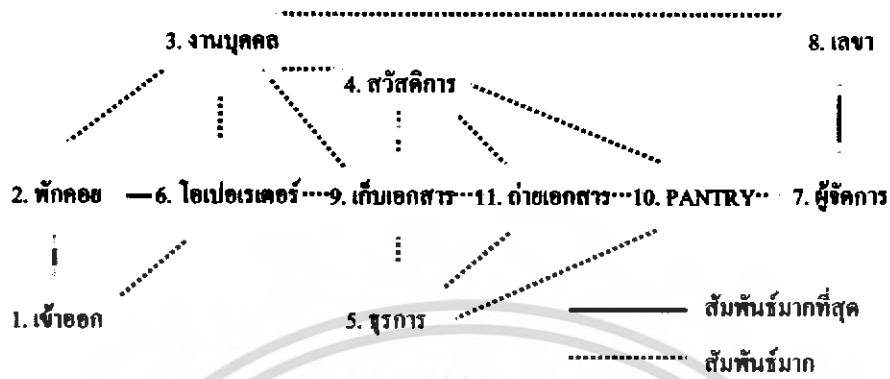 3. งานบุคคล
8. เลขา
4. สวัสดิการ
2. พักคอย
6. โอเปอเรเตอร์
9. เก็บเอกสาร
11. ถ่ายเอกสาร
10. PANTRY
7. ผู้จัดการ
1. เข้าออก
5. ธุรการ
สัมพันธ์มากที่สุด
สัมพันธ์มาก